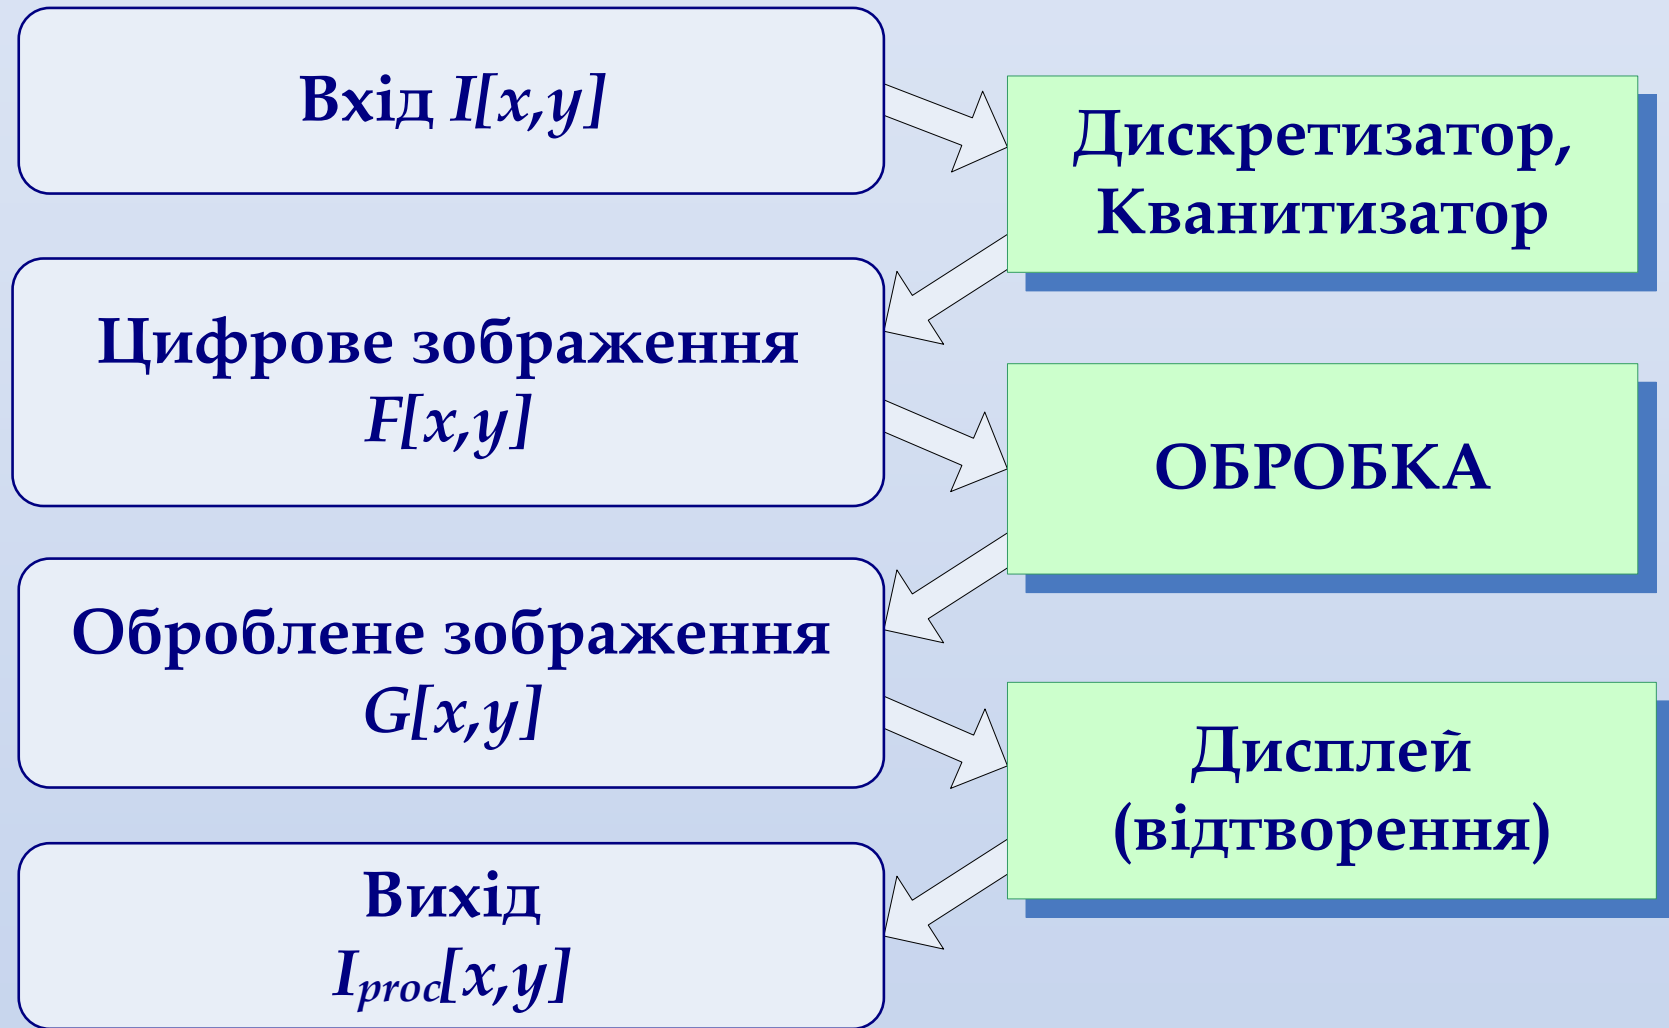 Вхід I[x,y]
Дискретизатор,
Кванитизатор
Цифрове зображення
F[x,y]
ОБРОБКА
Оброблене зображення
G[x,y]
Дисплей
(відтворення)
Вихід
Iproc[x,y]